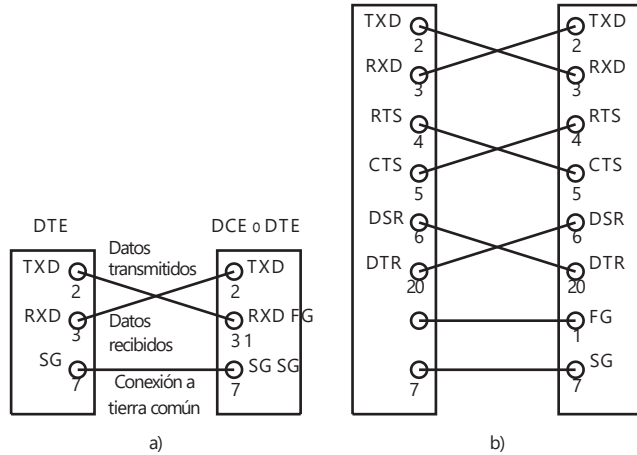 DTE
DCE o DTE
TXD
2
Datos
transmitidos
TXD
2
RXD
3
Datos
recibidos
RXD FG
3 1
SG
7
Conexión a
tierra común
SG SG
7
a)
TXD
2
TXD
2
RXD
3
RXD
3
RTS
4
RTS
4
CTS
5
CTS
5
DSR
6
DSR
6
DTR
20
DTR
20
FG
1
7
SG
7
b)